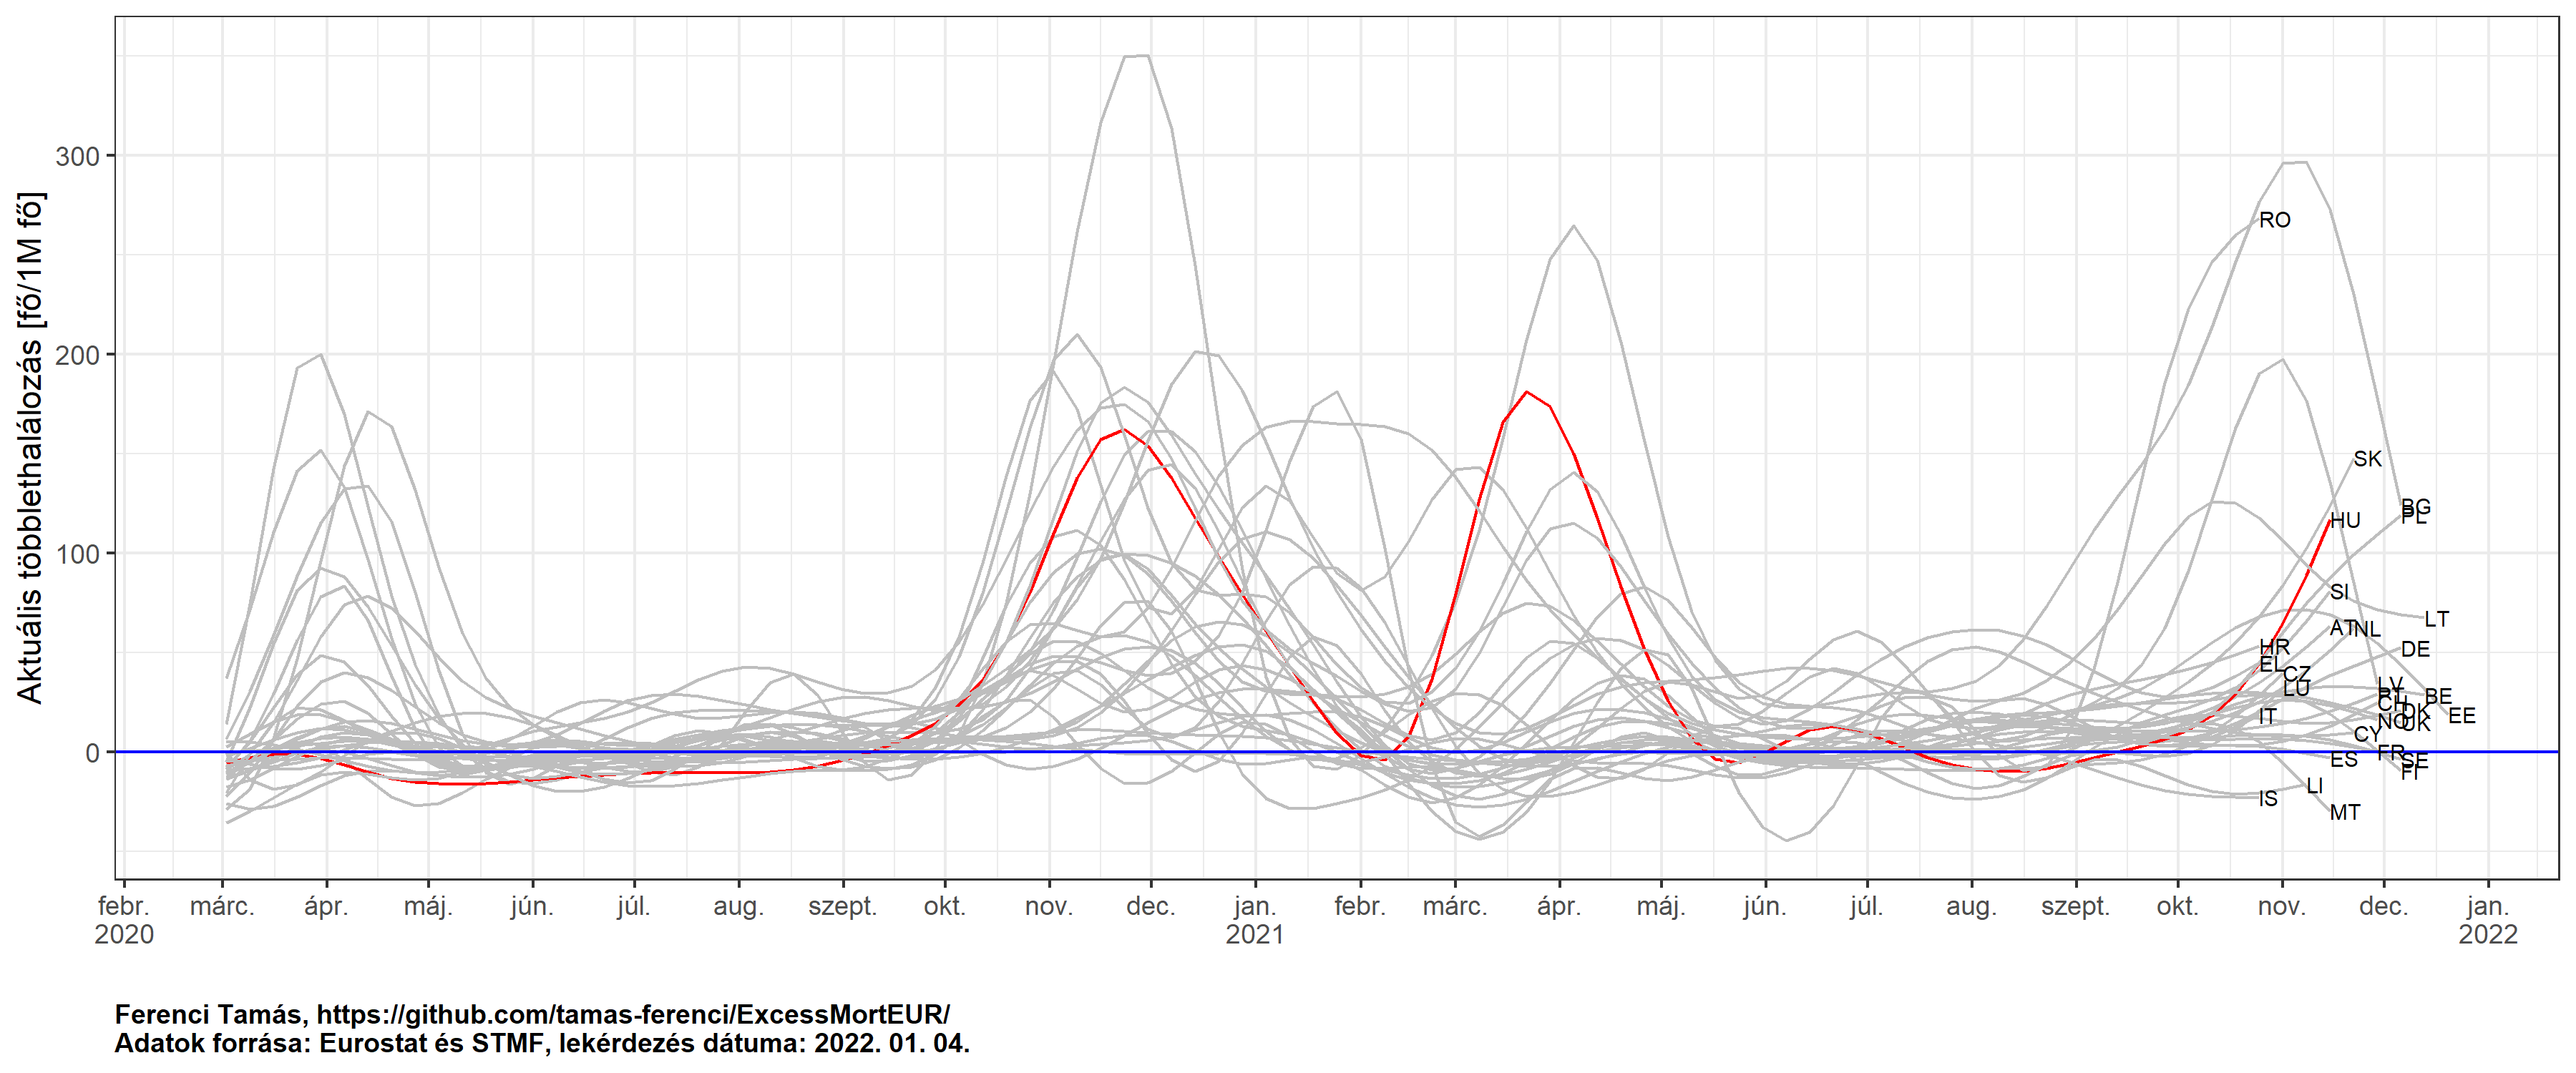 Aktuális többlethalálozás [fő/1M fő]
300
200
100
0
RO
SK
BG
PL
HU
SI
LT
AT
NL
DE
HR
EL
CZ
LU
LV
CH
BE
DK
EE
IT
NO
UK
CY
FR
ES
SE
FI
LI
IS
MT
febr. márc. ápr. máj. jún. júl. aug. szept. okt. nov. dec. jan. febr. márc. ápr. máj. jún. júl. aug. szept. okt. nov. dec. jan.
2020 2021 2022
Ferenci Tamás, https://github.com/tamas-ferenci/ExcessMortEUR/
Adatok forrása: Eurostat és STMF, lekérdezés dátuma: 2022. 01. 04.